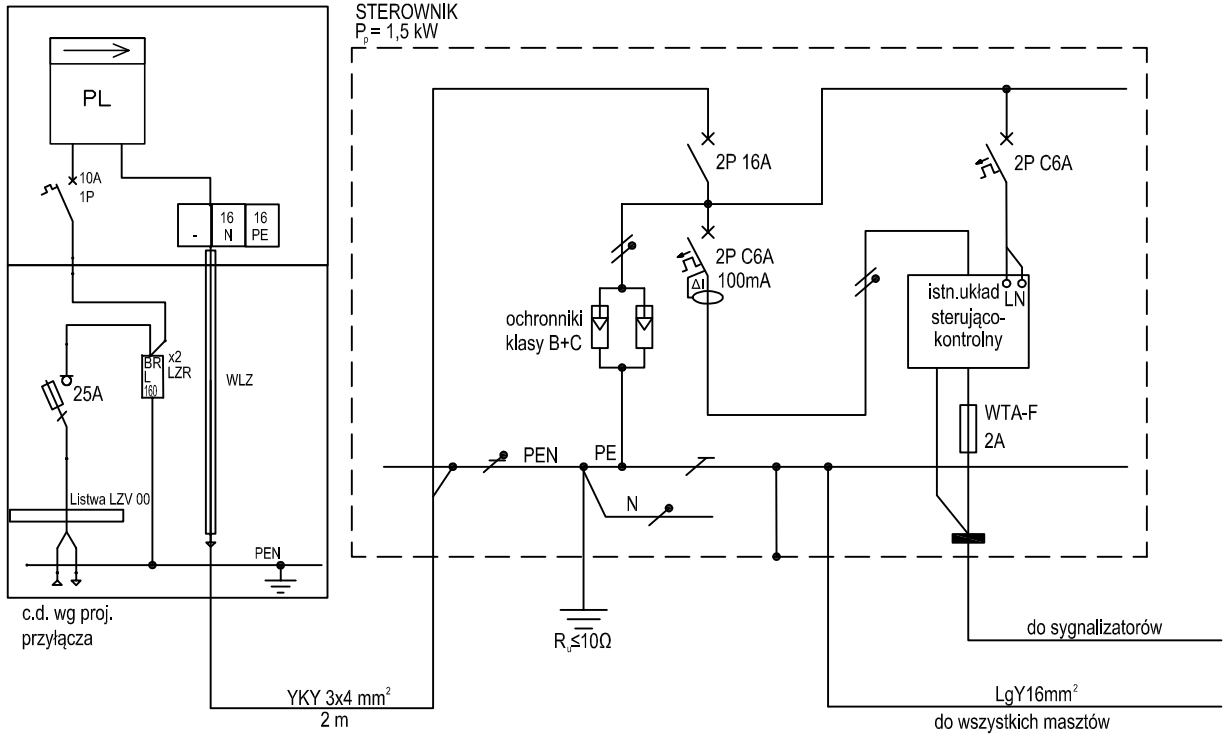 STEROWNIK
Pp = 1,5 kW
PL
10A
1P
-
16
N
16
PE
2P 16A
2P C6A
2P C6A
100mA
ΔI
ochronniki
klasy B+C
istn.układ
sterująco-
kontrolny
LN
25A
BR
L
160
x2
LZR
WLZ
WTA-F
2A
PEN
PE
N
Listwa LZV 00
PEN
c.d. wg proj.
przyłącza
Ru≤10Ω
do sygnalizatorów
YKY 3x4 mm²
2 m
LgY16mm²
do wszystkich masztów